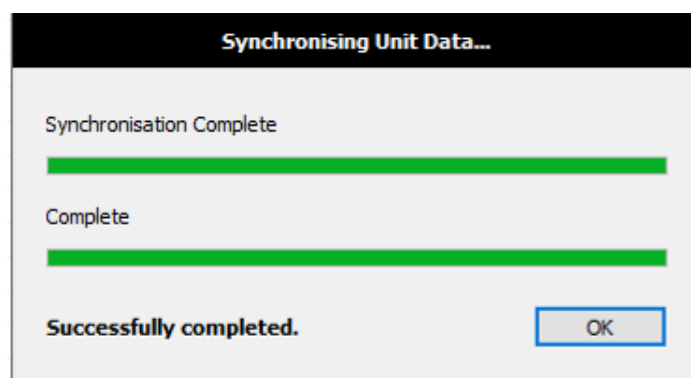 Synchronising Unit Data...
Synchronisation Complete
Complete
Successfully completed.
OK